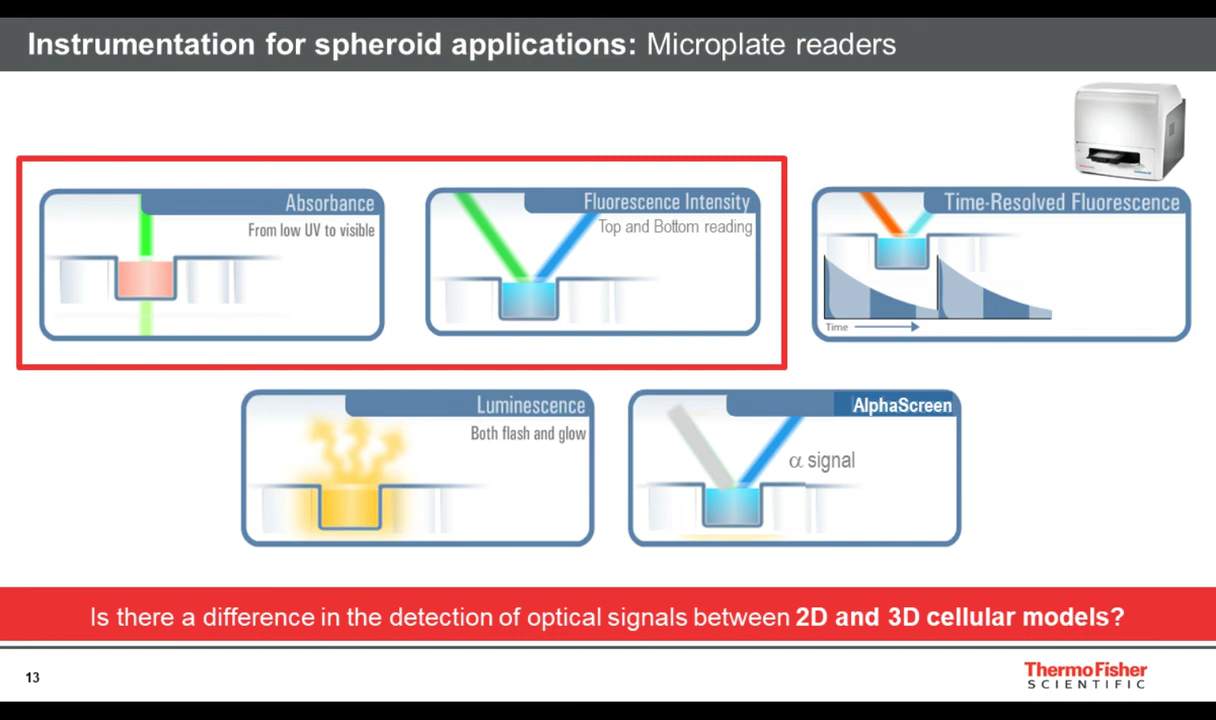 Instrumentation for spheroid applications: Microplate readers
Absorbance
From low UV to visible
Fluorescence Intensity
Top and Bottom reading
Time-Resolved Fluorescence
Time
Luminescence
Both flash and glow
AlphaScreen
α signal
Is there a difference in the detection of optical signals between 2D and 3D cellular models?
13
ThermoFisher
SCIENTIFIC